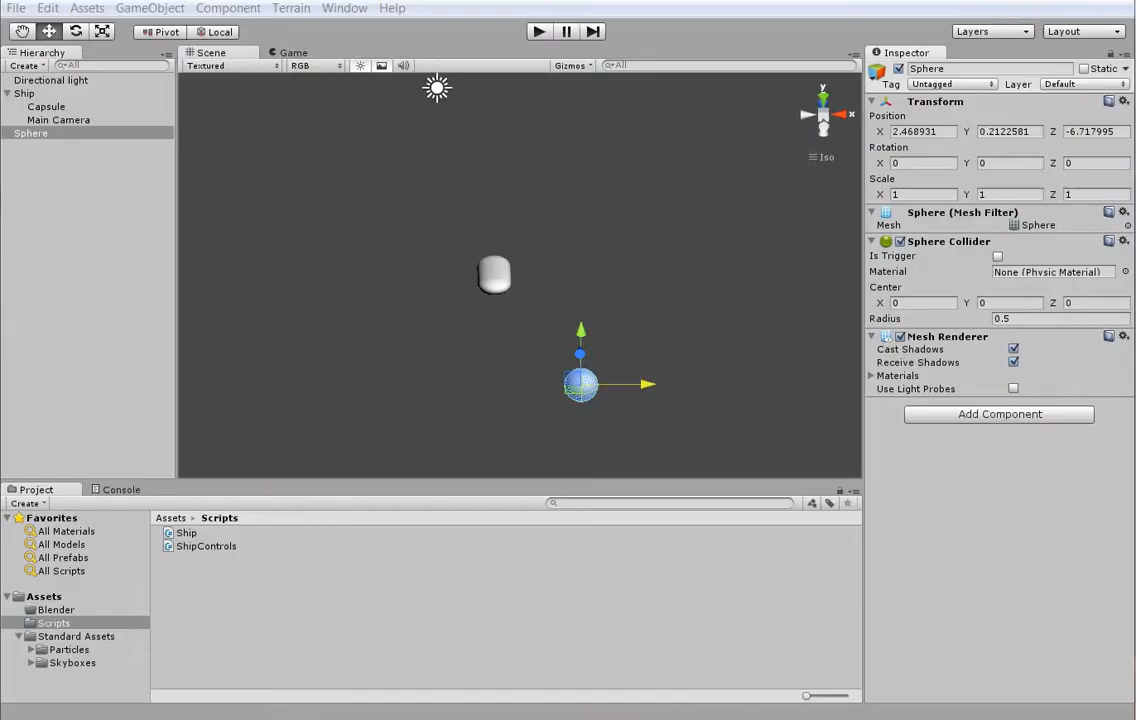 File Edit Assets GameObject Component Terrain Window Help
Pivot Local Layers Layout
Hierarchy
Create All
Directional light
Ship
Capsule
Main Camera
Sphere
Scene Game
Textured RGB Gizmos All
y
x
Iso
Inspector
Sphere Static
Tag Untagged Layer Default
Transform
Position
X 2.468931 Y 0.2122581 Z -6.717995
Rotation
X 0 Y 0 Z 0
Scale
X 1 Y 1 Z 1
Sphere (Mesh Filter)
Mesh Sphere
Sphere Collider
Is Trigger
Material None (Physic Material)
Center
X 0 Y 0 Z 0
Radius 0.5
Mesh Renderer
Cast Shadows
Receive Shadows
Materials
Use Light Probes
Add Component
Project Console
Create
Favorites
All Materials
All Models
All Prefabs
All Scripts
Assets
Blender
Scripts
Standard Assets
Particles
Skyboxes
Assets Scripts
Ship
ShipControls